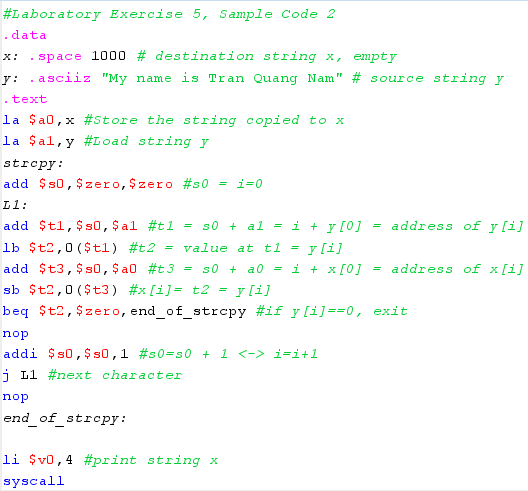 #Laboratory Exercise 5, Sample Code 2
.data
x: .space 1000 # destination string x, empty
y: .asciiz "My name is Tran Quang Nam" # source string y
.text
la $a0,x #Store the string copied to x
la $a1,y #Load string y
strcpy:
add $s0,$zero,$zero #s0 = i=0
L1:
add $t1,$s0,$a1 #t1 = s0 + a1 = i + y[0] = address of y[i]
lb $t2,0($t1) #t2 = value at t1 = y[i]
add $t3,$s0,$a0 #t3 = s0 + a0 = i + x[0] = address of x[i]
sb $t2,0($t3) #x[i]= t2 = y[i]
beq $t2,$zero,end_of_strcpy #if y[i]==0, exit
nop
addi $s0,$s0,1 #s0=s0 + 1 <-> i=i+1
j L1 #next character
nop
end_of_strcpy:
li $v0,4 #print string x
syscall